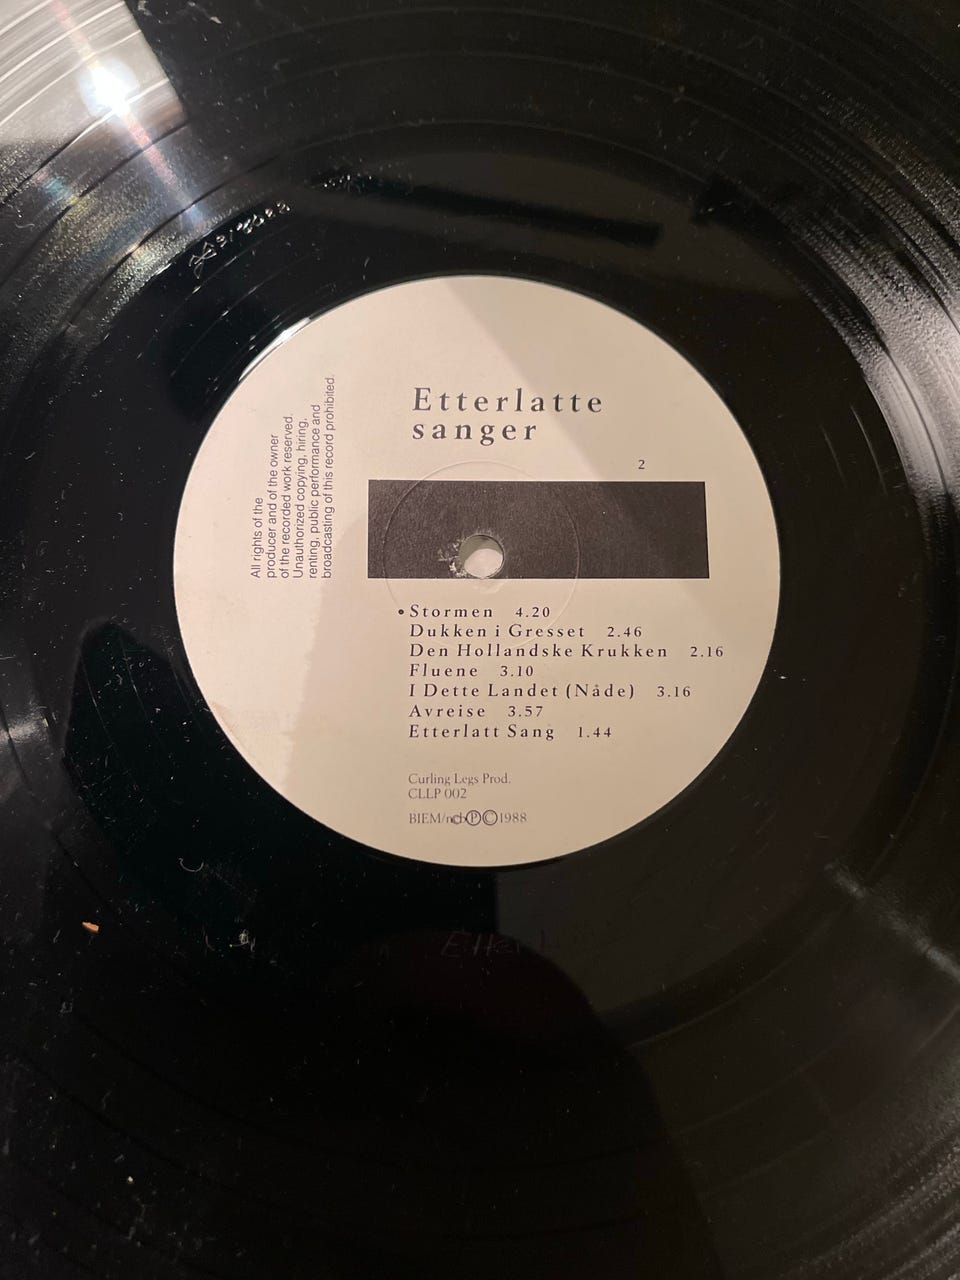 Etterlatte
sanger
2
All rights of the
producer and of the owner
of the recorded work reserved.
Unauthorized copying, hiring,
renting, public performance and
broadcasting of this record prohibited.
• Stormen 4.20
Dukken i Gresset 2.46
Den Hollandske Krukken 2.16
Fluene 3.10
I Dette Landet (Nåde) 3.16
Avreise 3.57
Etterlatt Sang 1.44
Curling Legs Prod.
CLLP 002
BIEM/ncb Ⓟ Ⓒ 1988